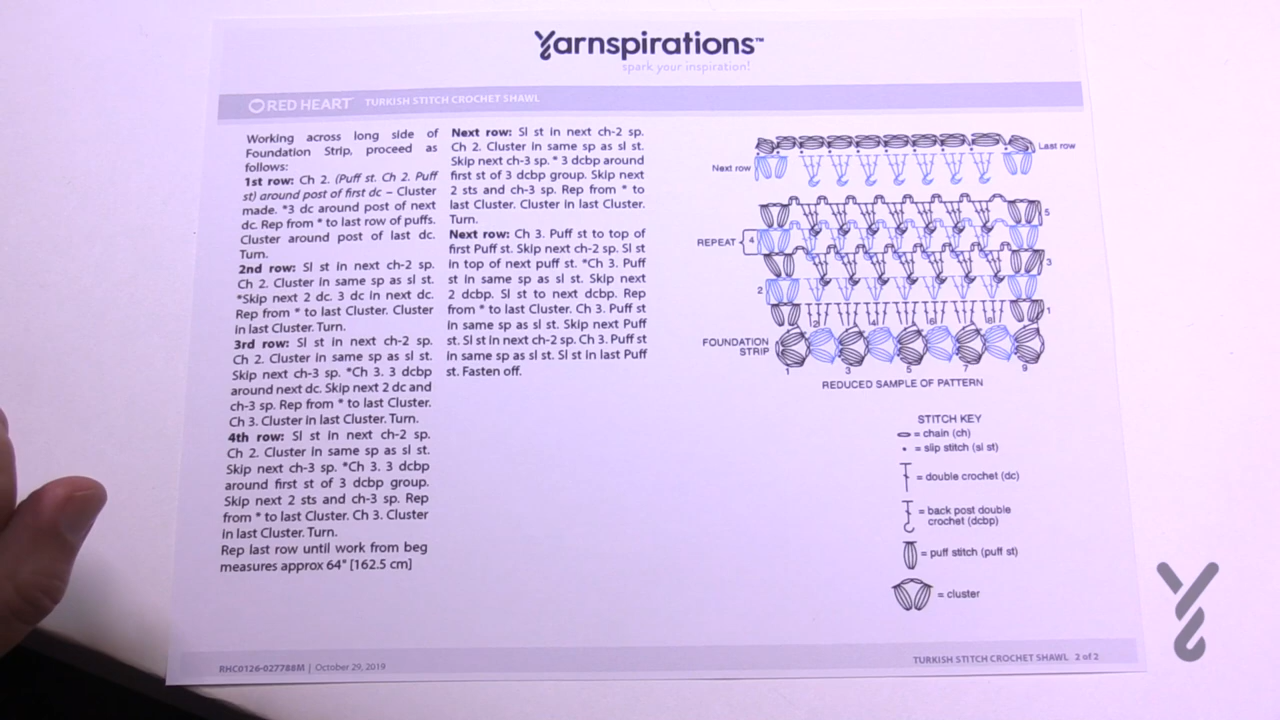 Yarnspirations™
spark your inspiration!
RED HEART TURKISH STITCH CROCHET SHAWL
Working across long side of
Foundation Strip, proceed as
follows:
1st row: Ch 2. (Puff st. Ch 2. Puff
st) around post of first dc – Cluster
made. *3 dc around post of next
dc. Rep from * to last row of puffs.
Cluster around post of last dc.
Turn.
2nd row: Sl st in next ch-2 sp.
Ch 2. Cluster in same sp as sl st.
*Skip next 2 dc. 3 dc in next dc.
Rep from * to last Cluster. Cluster
in last Cluster. Turn.
3rd row: Sl st in next ch-2 sp.
Ch 2. Cluster in same sp as sl st.
Skip next ch-3 sp. *Ch 3. 3 dcbp
around next dc. Skip next 2 dc and
ch-3 sp. Rep from * to last Cluster.
Ch 3. Cluster in last Cluster. Turn.
4th row: Sl st in next ch-2 sp.
Ch 2. Cluster in same sp as sl st.
Skip next ch-3 sp. *Ch 3. 3 dcbp
around first st of 3 dcbp group.
Skip next 2 sts and ch-3 sp. Rep
from * to last Cluster. Ch 3. Cluster
in last Cluster. Turn.
Rep last row until work from beg
measures approx 64" [162.5 cm]
Next row: Sl st in next ch-2 sp.
Ch 2. Cluster in same sp as sl st.
Skip next ch-3 sp. * 3 dcbp around
first st of 3 dcbp group. Skip next
2 sts and ch-3 sp. Rep from * to
last Cluster. Cluster in last Cluster.
Turn.
Next row: Ch 3. Puff st to top of
first Puff st. Skip next ch-2 sp. Sl st
in top of next puff st. *Ch 3. Puff
st in same sp as sl st. Skip next
2 dcbp. Sl st to next dcbp. Rep
from * to last Cluster. Ch 3. Puff st
in same sp as sl st. Skip next Puff
st. Sl st in next ch-2 sp. Ch 3. Puff st
in same sp as sl st. Sl st in last Puff
st. Fasten off.
Last row
Next row
5
REPEAT 4
3
2
1
2 4 6 8
FOUNDATION
STRIP
1 3 5 7 9
REDUCED SAMPLE OF PATTERN
STITCH KEY
= chain (ch)
= slip stitch (sl st)
= double crochet (dc)
= back post double
crochet (dcbp)
= puff stitch (puff st)
= cluster
RHC0126-027788M | October 29, 2019
TURKISH STITCH CROCHET SHAWL 2 of 2